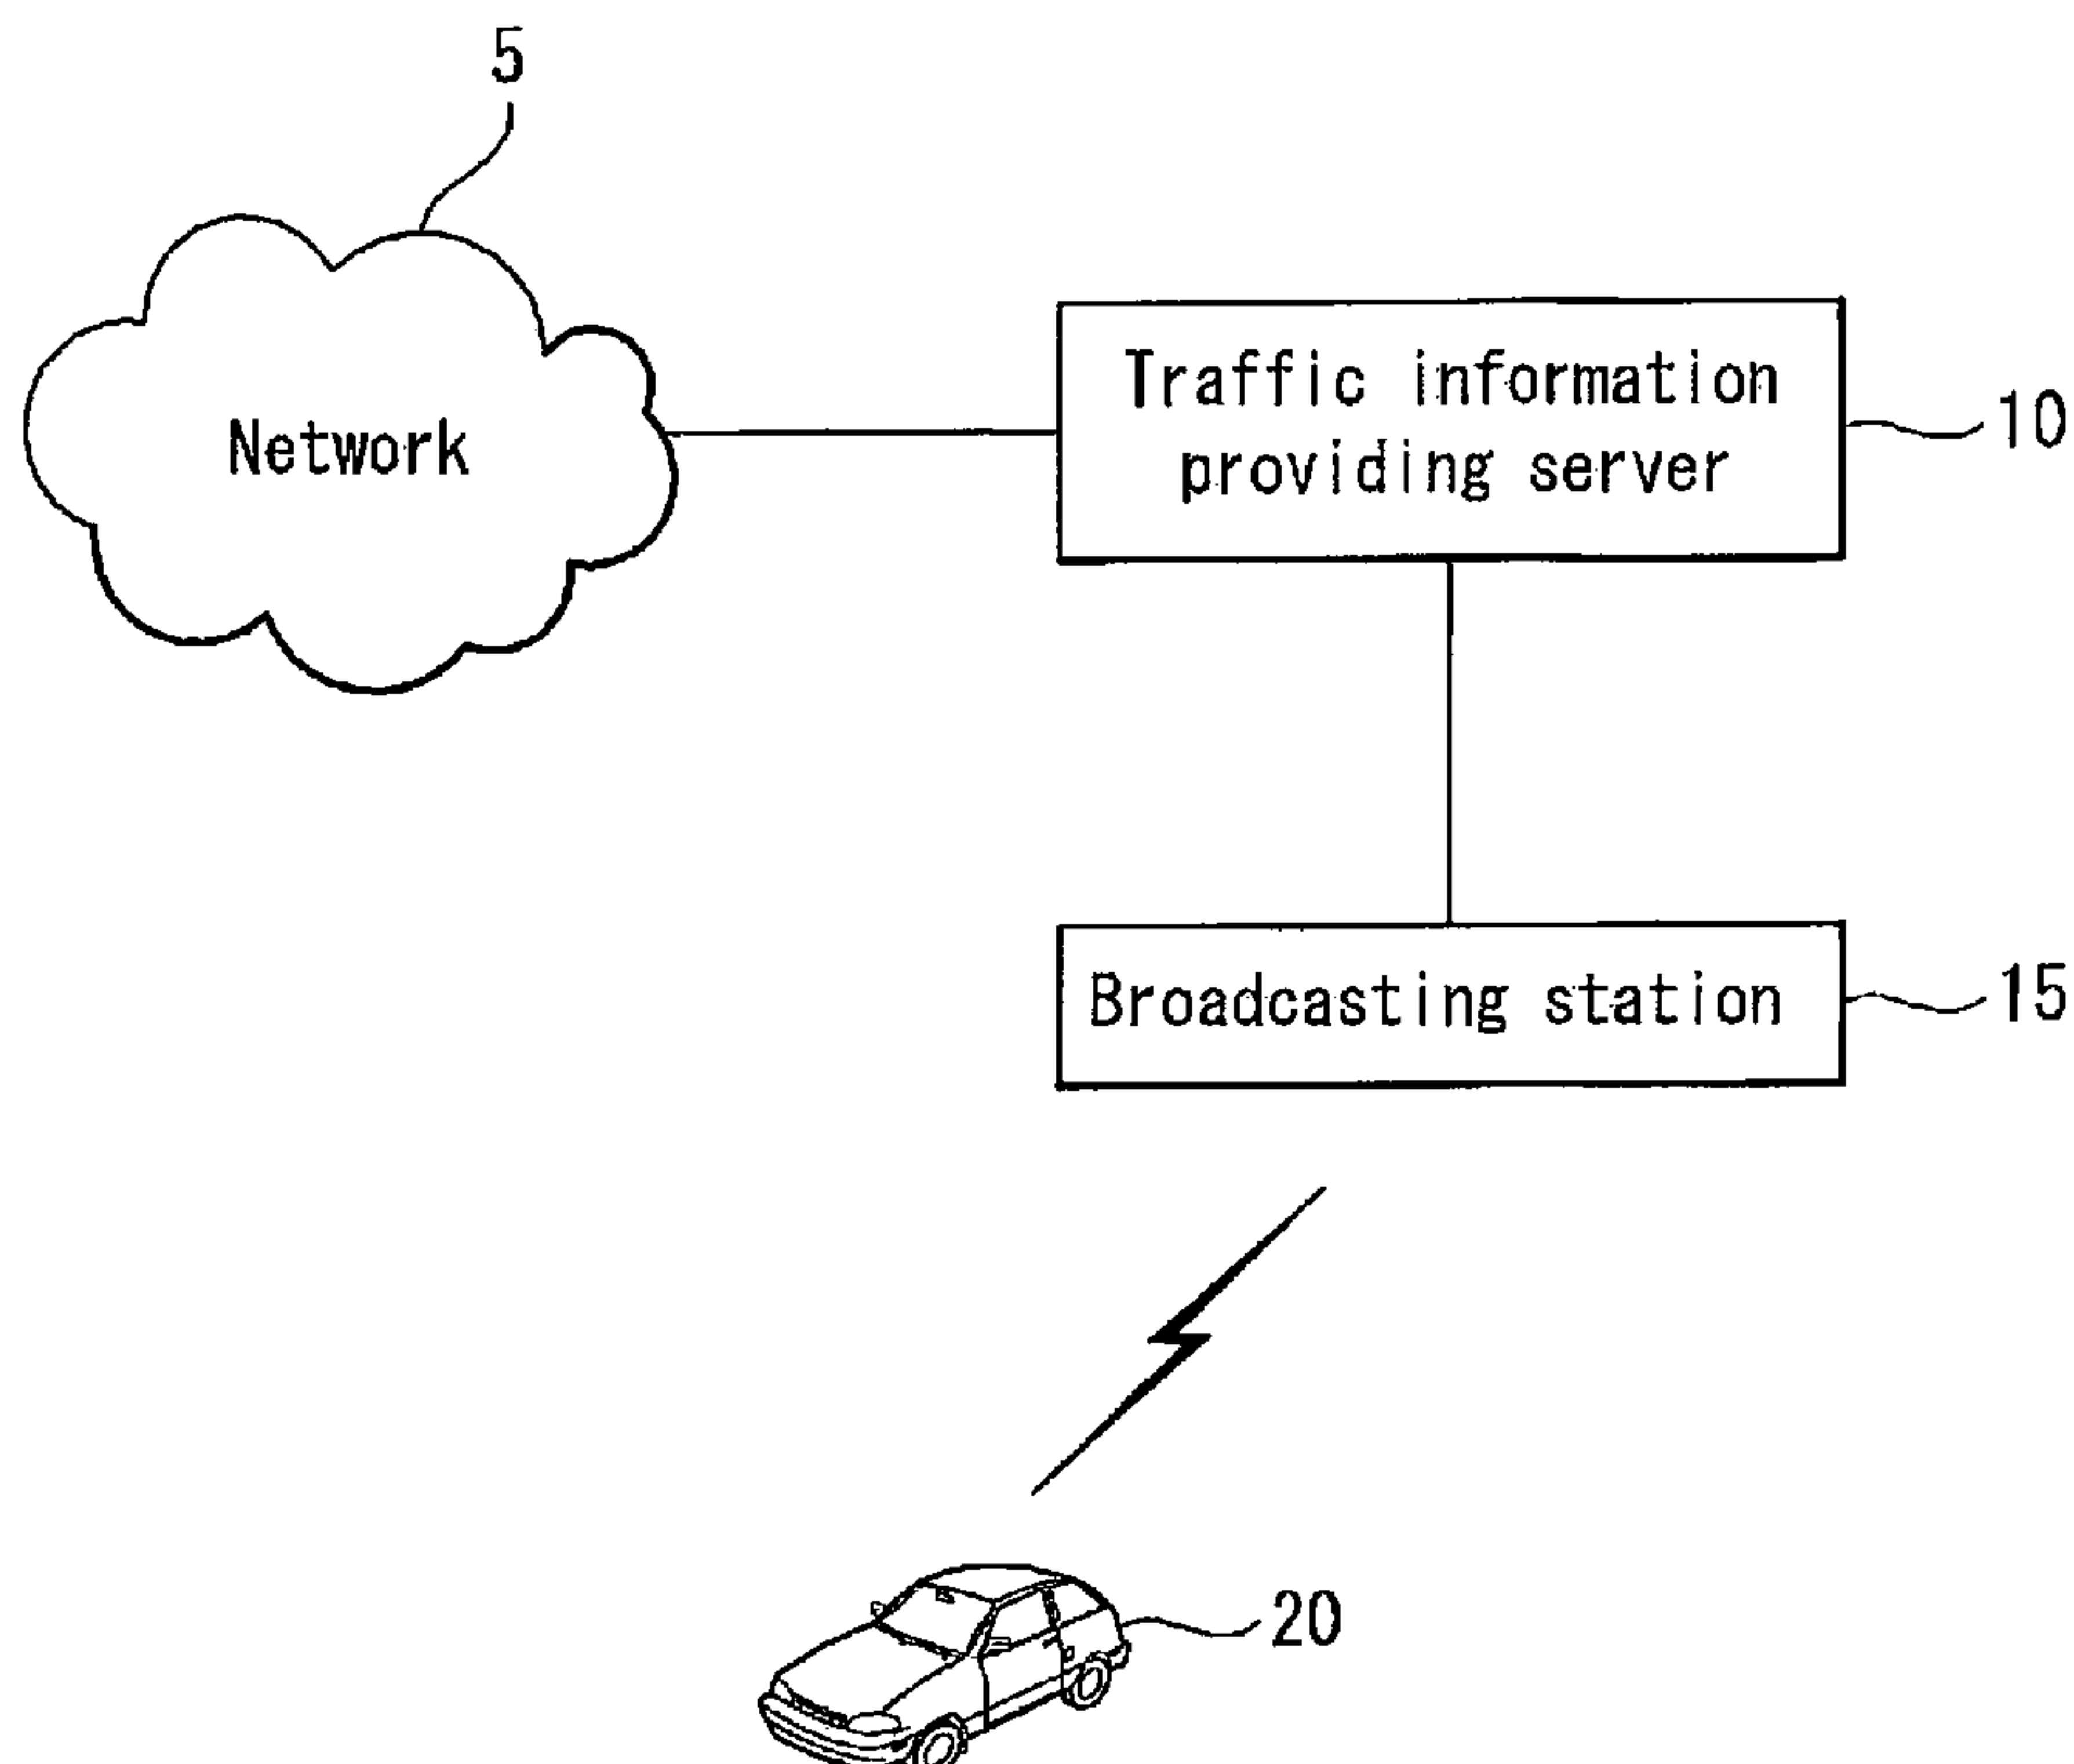 5
Network
Traffic information
providing server
10
Broadcasting station
15
20